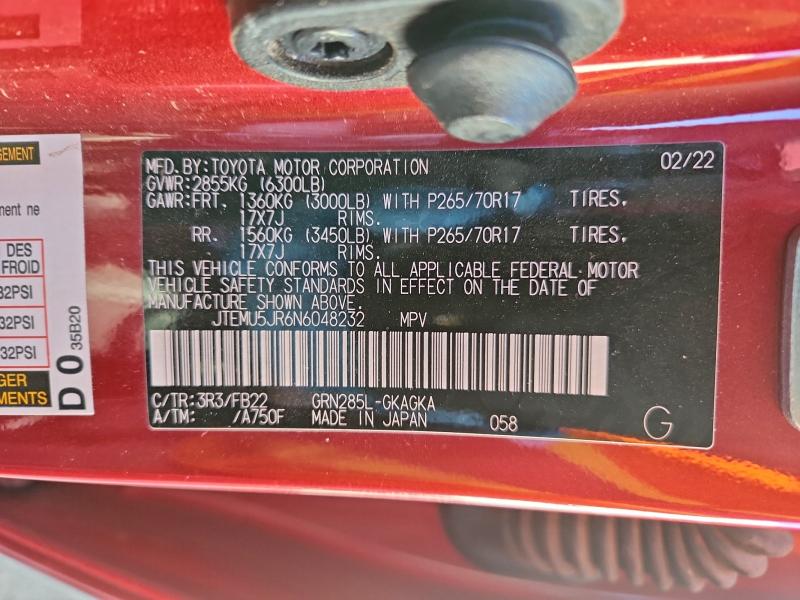 MFD.BY:TOYOTA MOTOR CORPORATION 02/22
GVWR:2855KG (6300LB)
GAWR:FRT. 1360KG (3000LB) WITH P265/70R17 TIRES.
17X7J RIMS.
RR. 1560KG (3450LB) WITH P265/70R17 TIRES.
17X7J RIMS.
THIS VEHICLE CONFORMS TO ALL APPLICABLE FEDERAL MOTOR
VEHICLE SAFETY STANDARDS IN EFFECT ON THE DATE OF
MANUFACTURE SHOWN ABOVE.
JTEMU5JR6N6048232 MPV
C/TR:3R3/FB22 GRN285L-GKAGKA
A/TM: /A750F MADE IN JAPAN 058 G
GEMENT
ment ne
DES
FROID
32PSI
32PSI
32PSI
GER
EMENTS
D 0 35B20